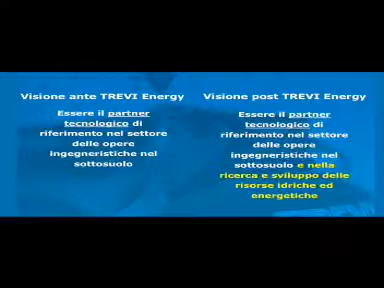 Visione ante TREVI Energy
Essere il partner
tecnologico di
riferimento nel settore
delle opere
ingegneristiche nel
sottosuolo
Visione post TREVI Energy
Essere il partner
tecnologico di
riferimento nel settore
delle opere
ingegneristiche nel
sottosuolo e nella
ricerca e sviluppo delle
risorse idriche ed
energetiche